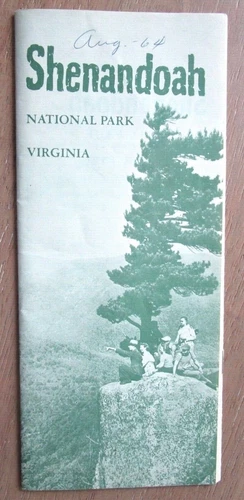 Aug. - 64
Shenandoah
NATIONAL PARK
VIRGINIA